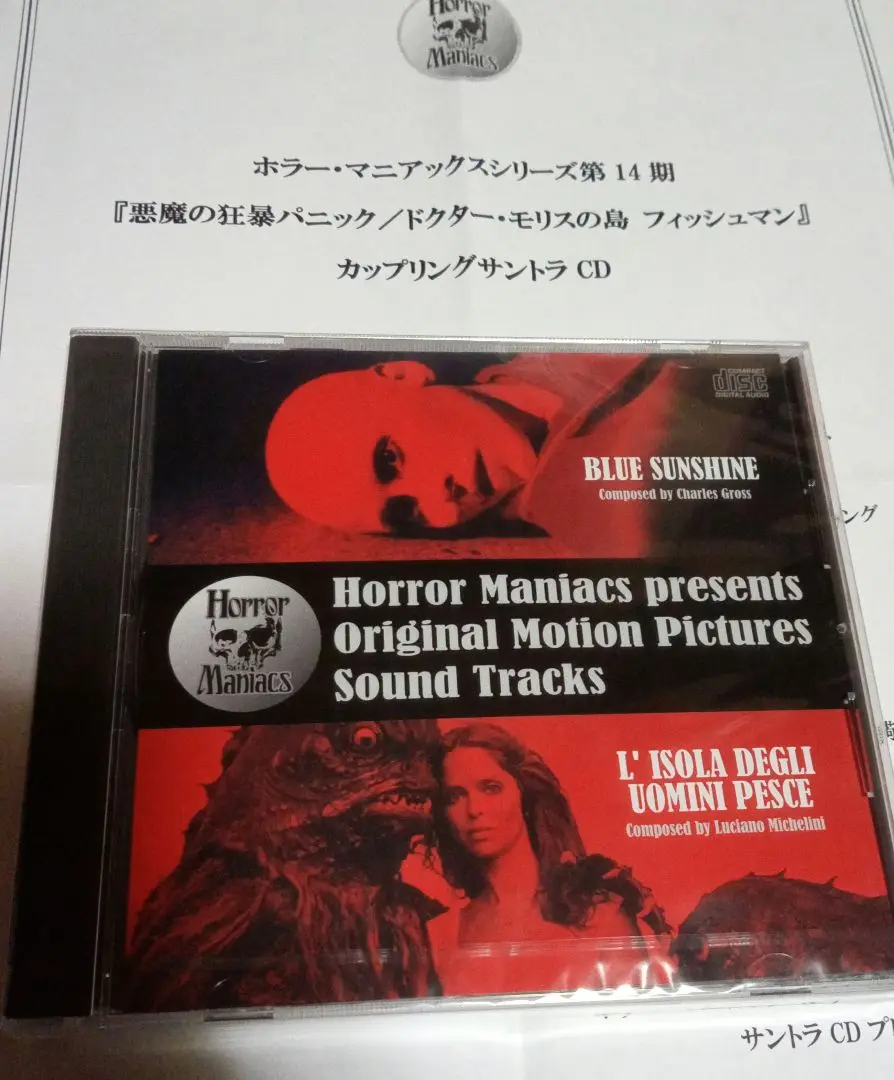 Horror
Maniacs
ホラー・マニアックスシリーズ第 14 期
『悪魔の狂暴パニック／ドクター・モリスの島 フィッシュマン』
カップリングサントラ CD
COMPACT
disc
DIGITAL AUDIO
BLUE SUNSHINE
Composed by Charles Gross
ング
Horror
Maniacs
Horror Maniacs presents
Original Motion Pictures
Sound Tracks
L' ISOLA DEGLI
UOMINI PESCE
Composed by Luciano Michelini
サントラ CD プ